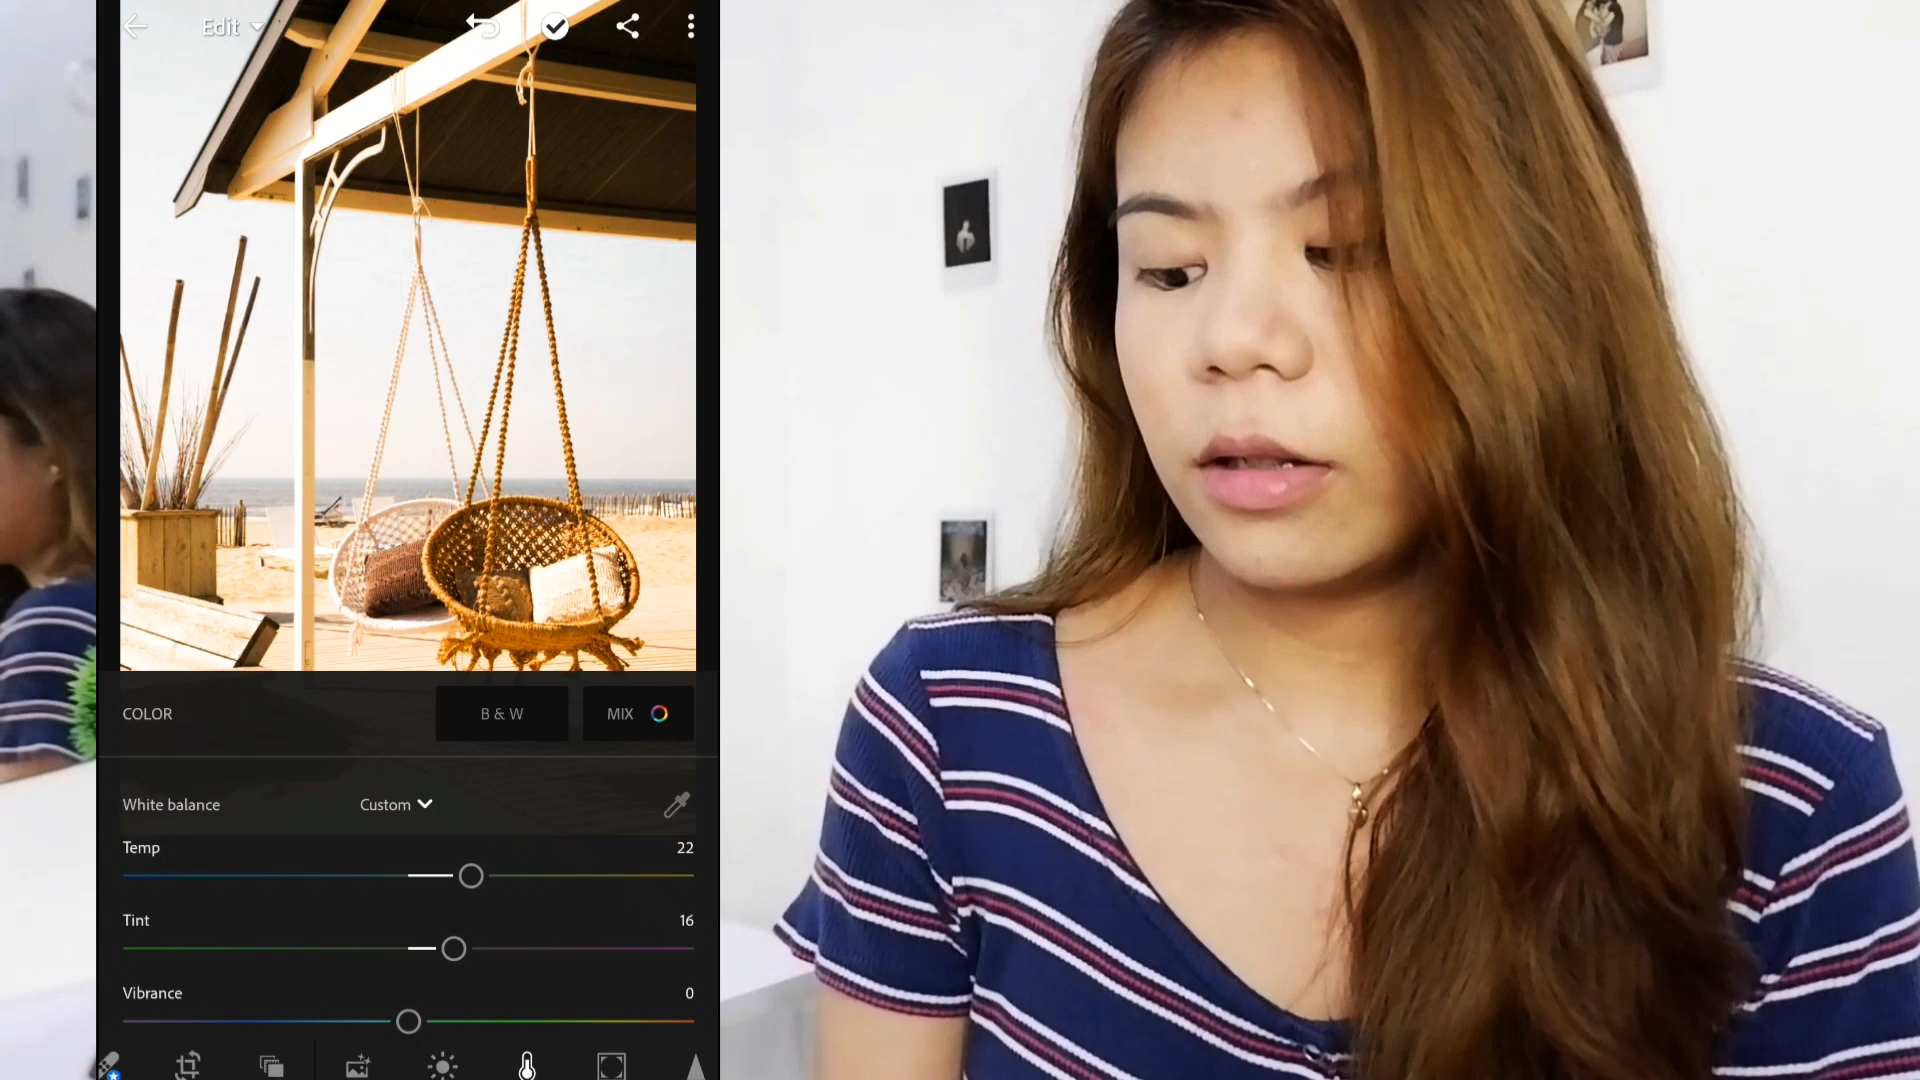 Edit
COLOR
B & W
MIX
White balance
Custom
Temp
22
Tint
16
Vibrance
0